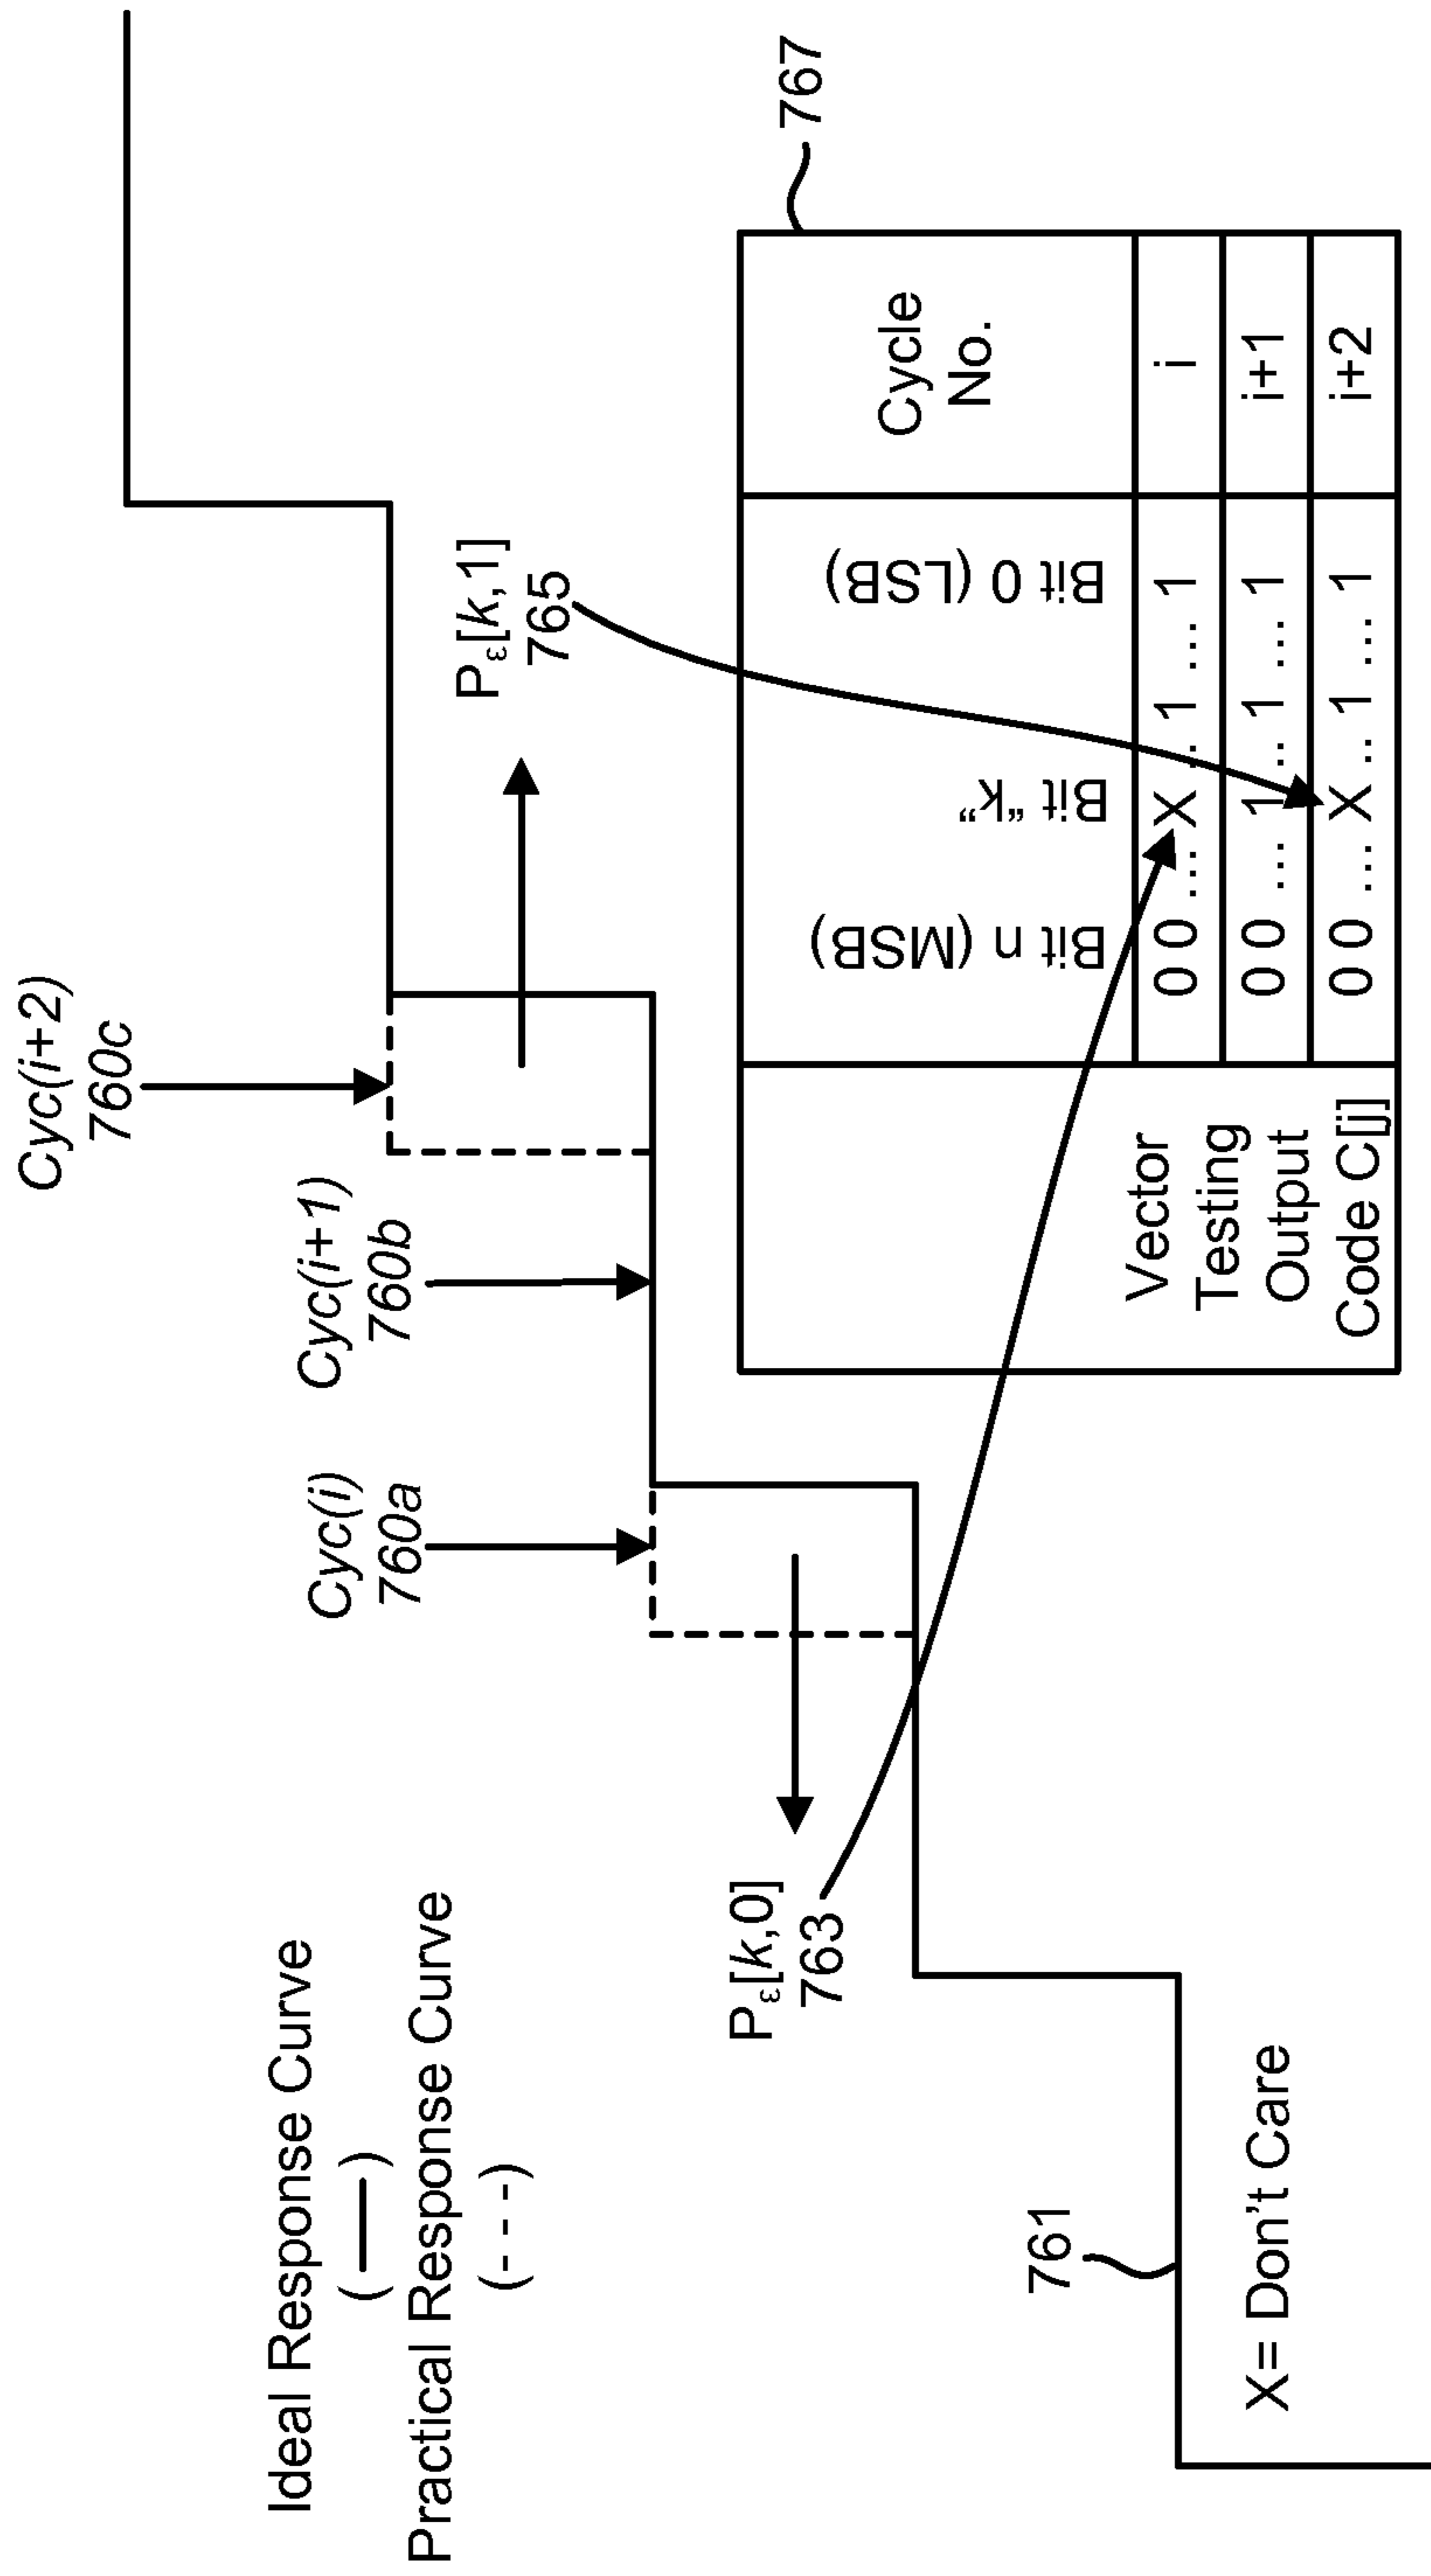 Cyc(i+2)
760c
Cyc(i+1)
760b
Cyc(i)
760a
Ideal Response Curve
(—)
Practical Response Curve
(- - -)
Pε[k,1]
765
Pε[k,0]
763
767
761
X= Don't Care
Bit n (MSB)
Bit “k”
Bit 0 (LSB)
Cycle
No.
Vector
Testing
Output
Code C[j]
0 0 ... X .. 1 ... 1 i
0 0 ... 1 .. 1 ... 1 i+1
0 0 ... X .. 1 ... 1 i+2